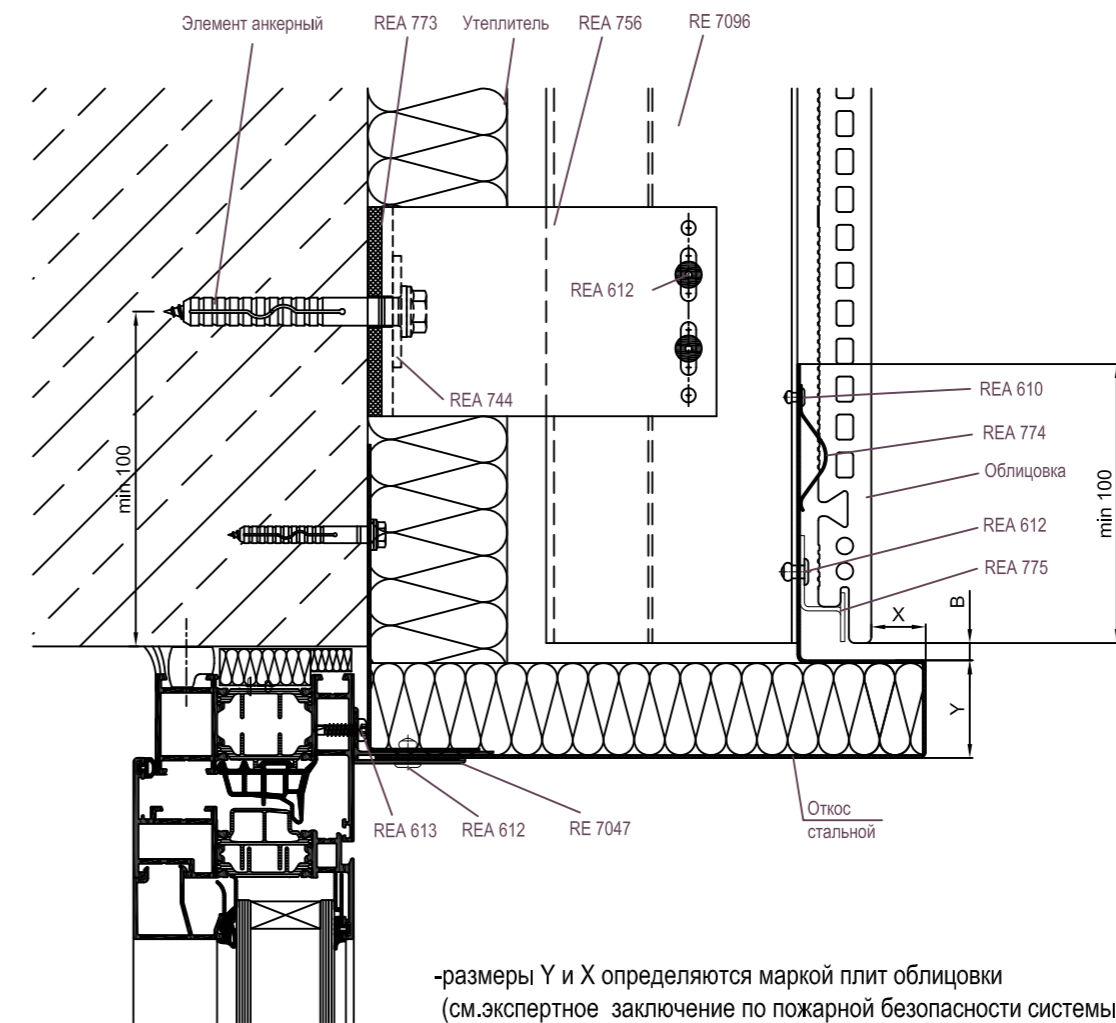 Элемент анкерный
REA 773
Утеплитель
REA 756
RE 7096
REA 612
REA 744
min 100
REA 610
REA 774
Облицовка
REA 612
REA 775
min 100
B
X
Y
REA 613
REA 612
RE 7047
Откос
стальной
-размеры Y и X определяются маркой плит облицовки
(см.экспертное заключение по пожарной безопасности системы